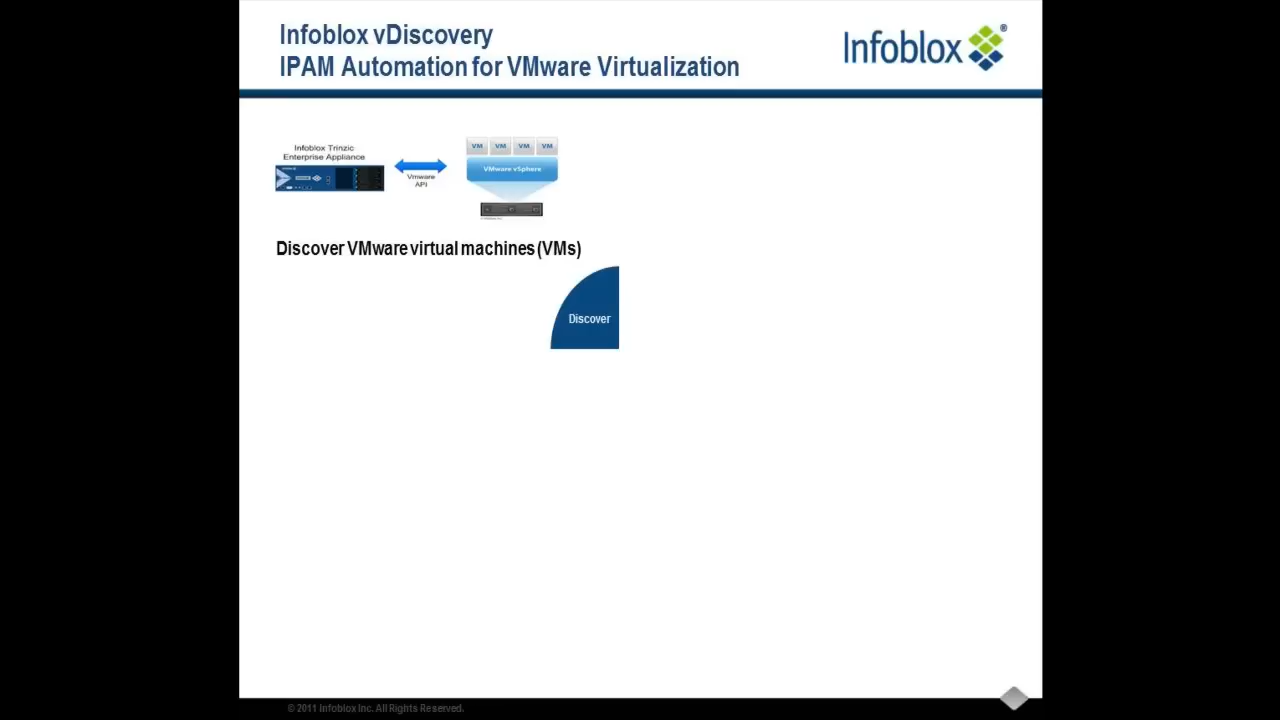 Infoblox vDiscovery
IPAM Automation for VMware Virtualization
Infoblox
®
Infoblox Trinzic
Enterprise Appliance
Vmware
API
VM VM VM VM
VMware vSphere
Discover VMware virtual machines (VMs)
Discover
© 2011 Infoblox Inc. All Rights Reserved.